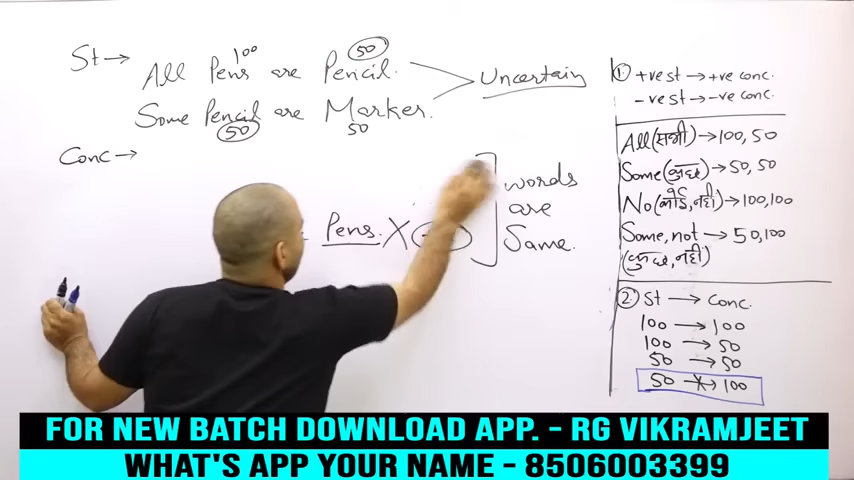 St → All Pens are Pencil.
100
50
Some Pencil are Marker.
50
50
Uncertain
Conc →
Pens. X
words
are
Same.
1. +ve st → +ve conc.
-ve st → -ve conc.
All (सभी) → 100, 50
Some (कुछ) → 50, 50
No (कोई, नहीं) → 100, 100
Some, not → 50, 100
(कुछ, नहीं)
2. St → Conc.
100 → 100
100 → 50
50 → 50
50 → 100
FOR NEW BATCH DOWNLOAD APP. - RG VIKRAMJEET
WHAT'S APP YOUR NAME - 8506003399